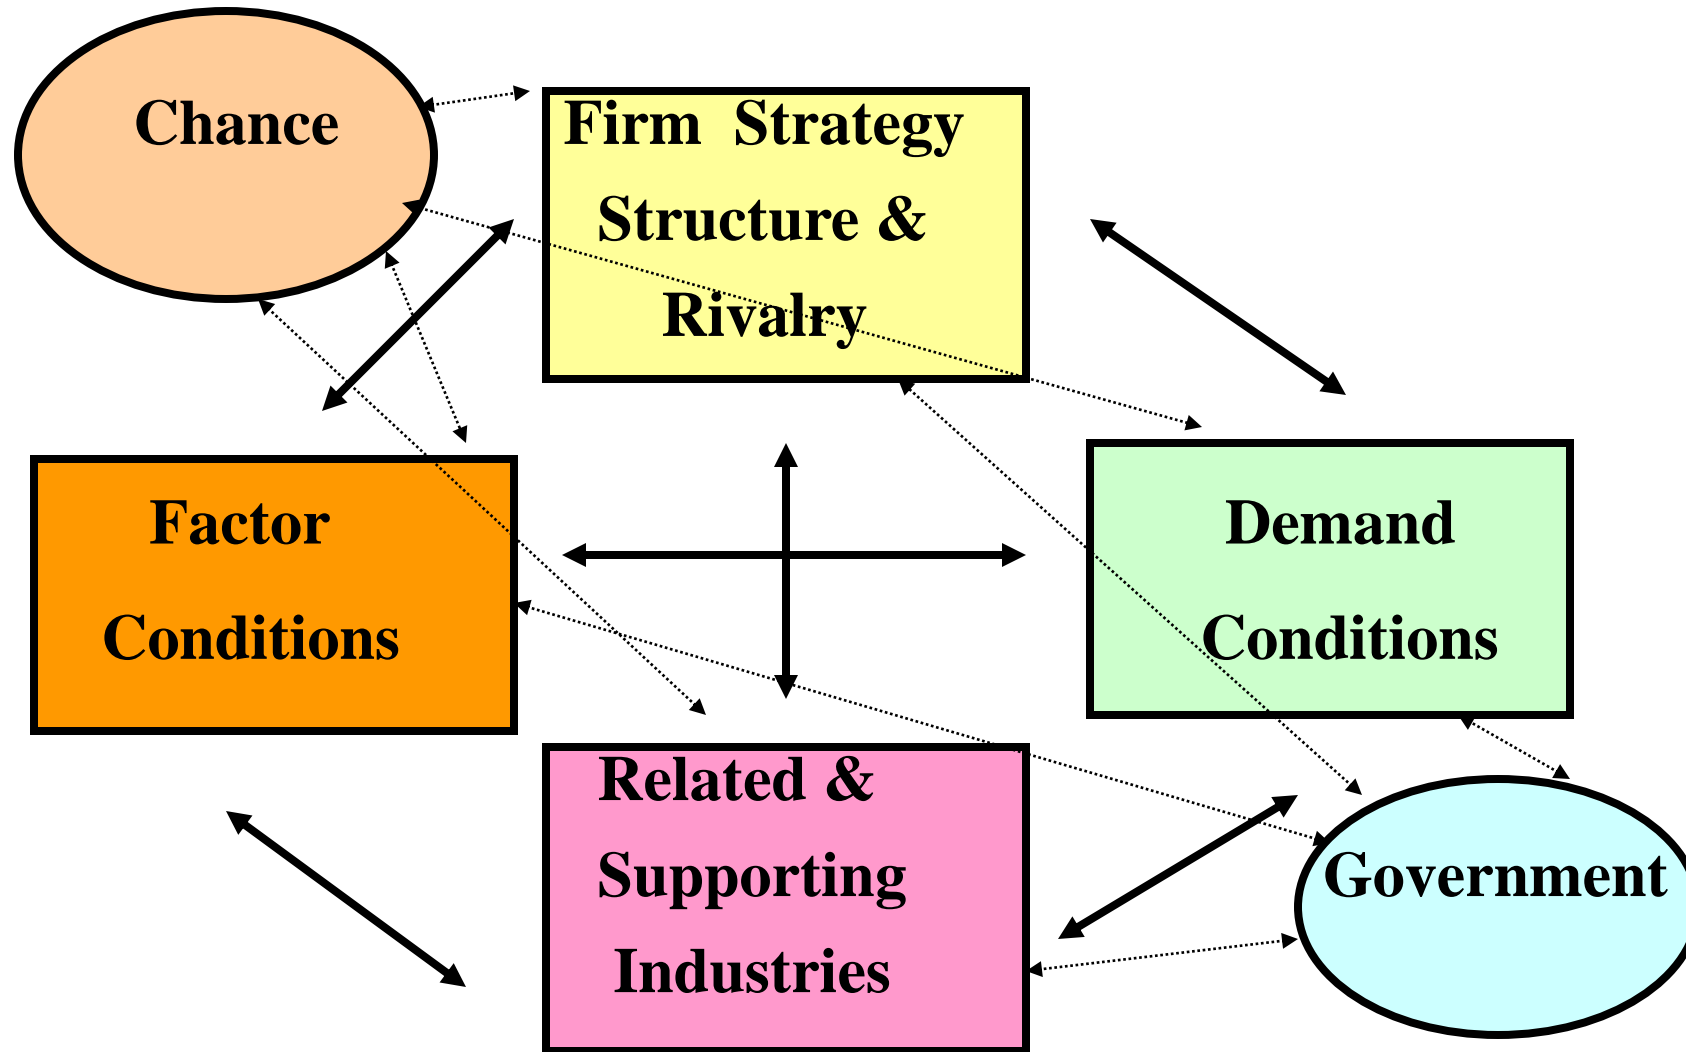 Chance
Firm  Strategy
Structure &
Rivalry
Factor
Conditions
Demand
Conditions
Related &
Supporting
Industries
Government